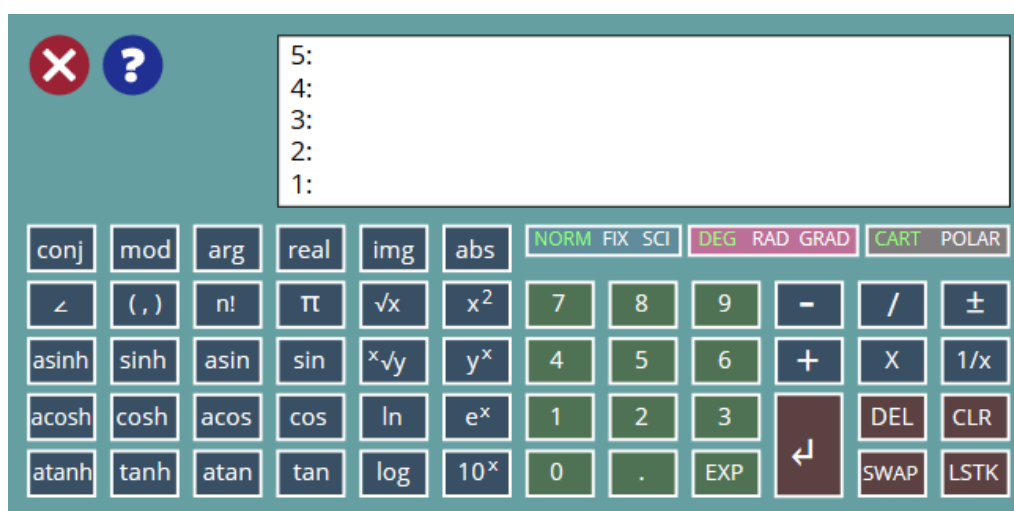 ?
5:
4:
3:
2:
1:
conj mod arg real img abs NORM FIX SCI DEG RAD GRAD CART POLAR
∠ (,) n! π √x x² 7 8 9 - / ±
asinh sinh asin sin ˣ√y yˣ 4 5 6 + X 1/x
acosh cosh acos cos ln eˣ 1 2 3 ↵ DEL CLR
atanh tanh atan tan log 10ˣ 0 . EXP SWAP LSTK